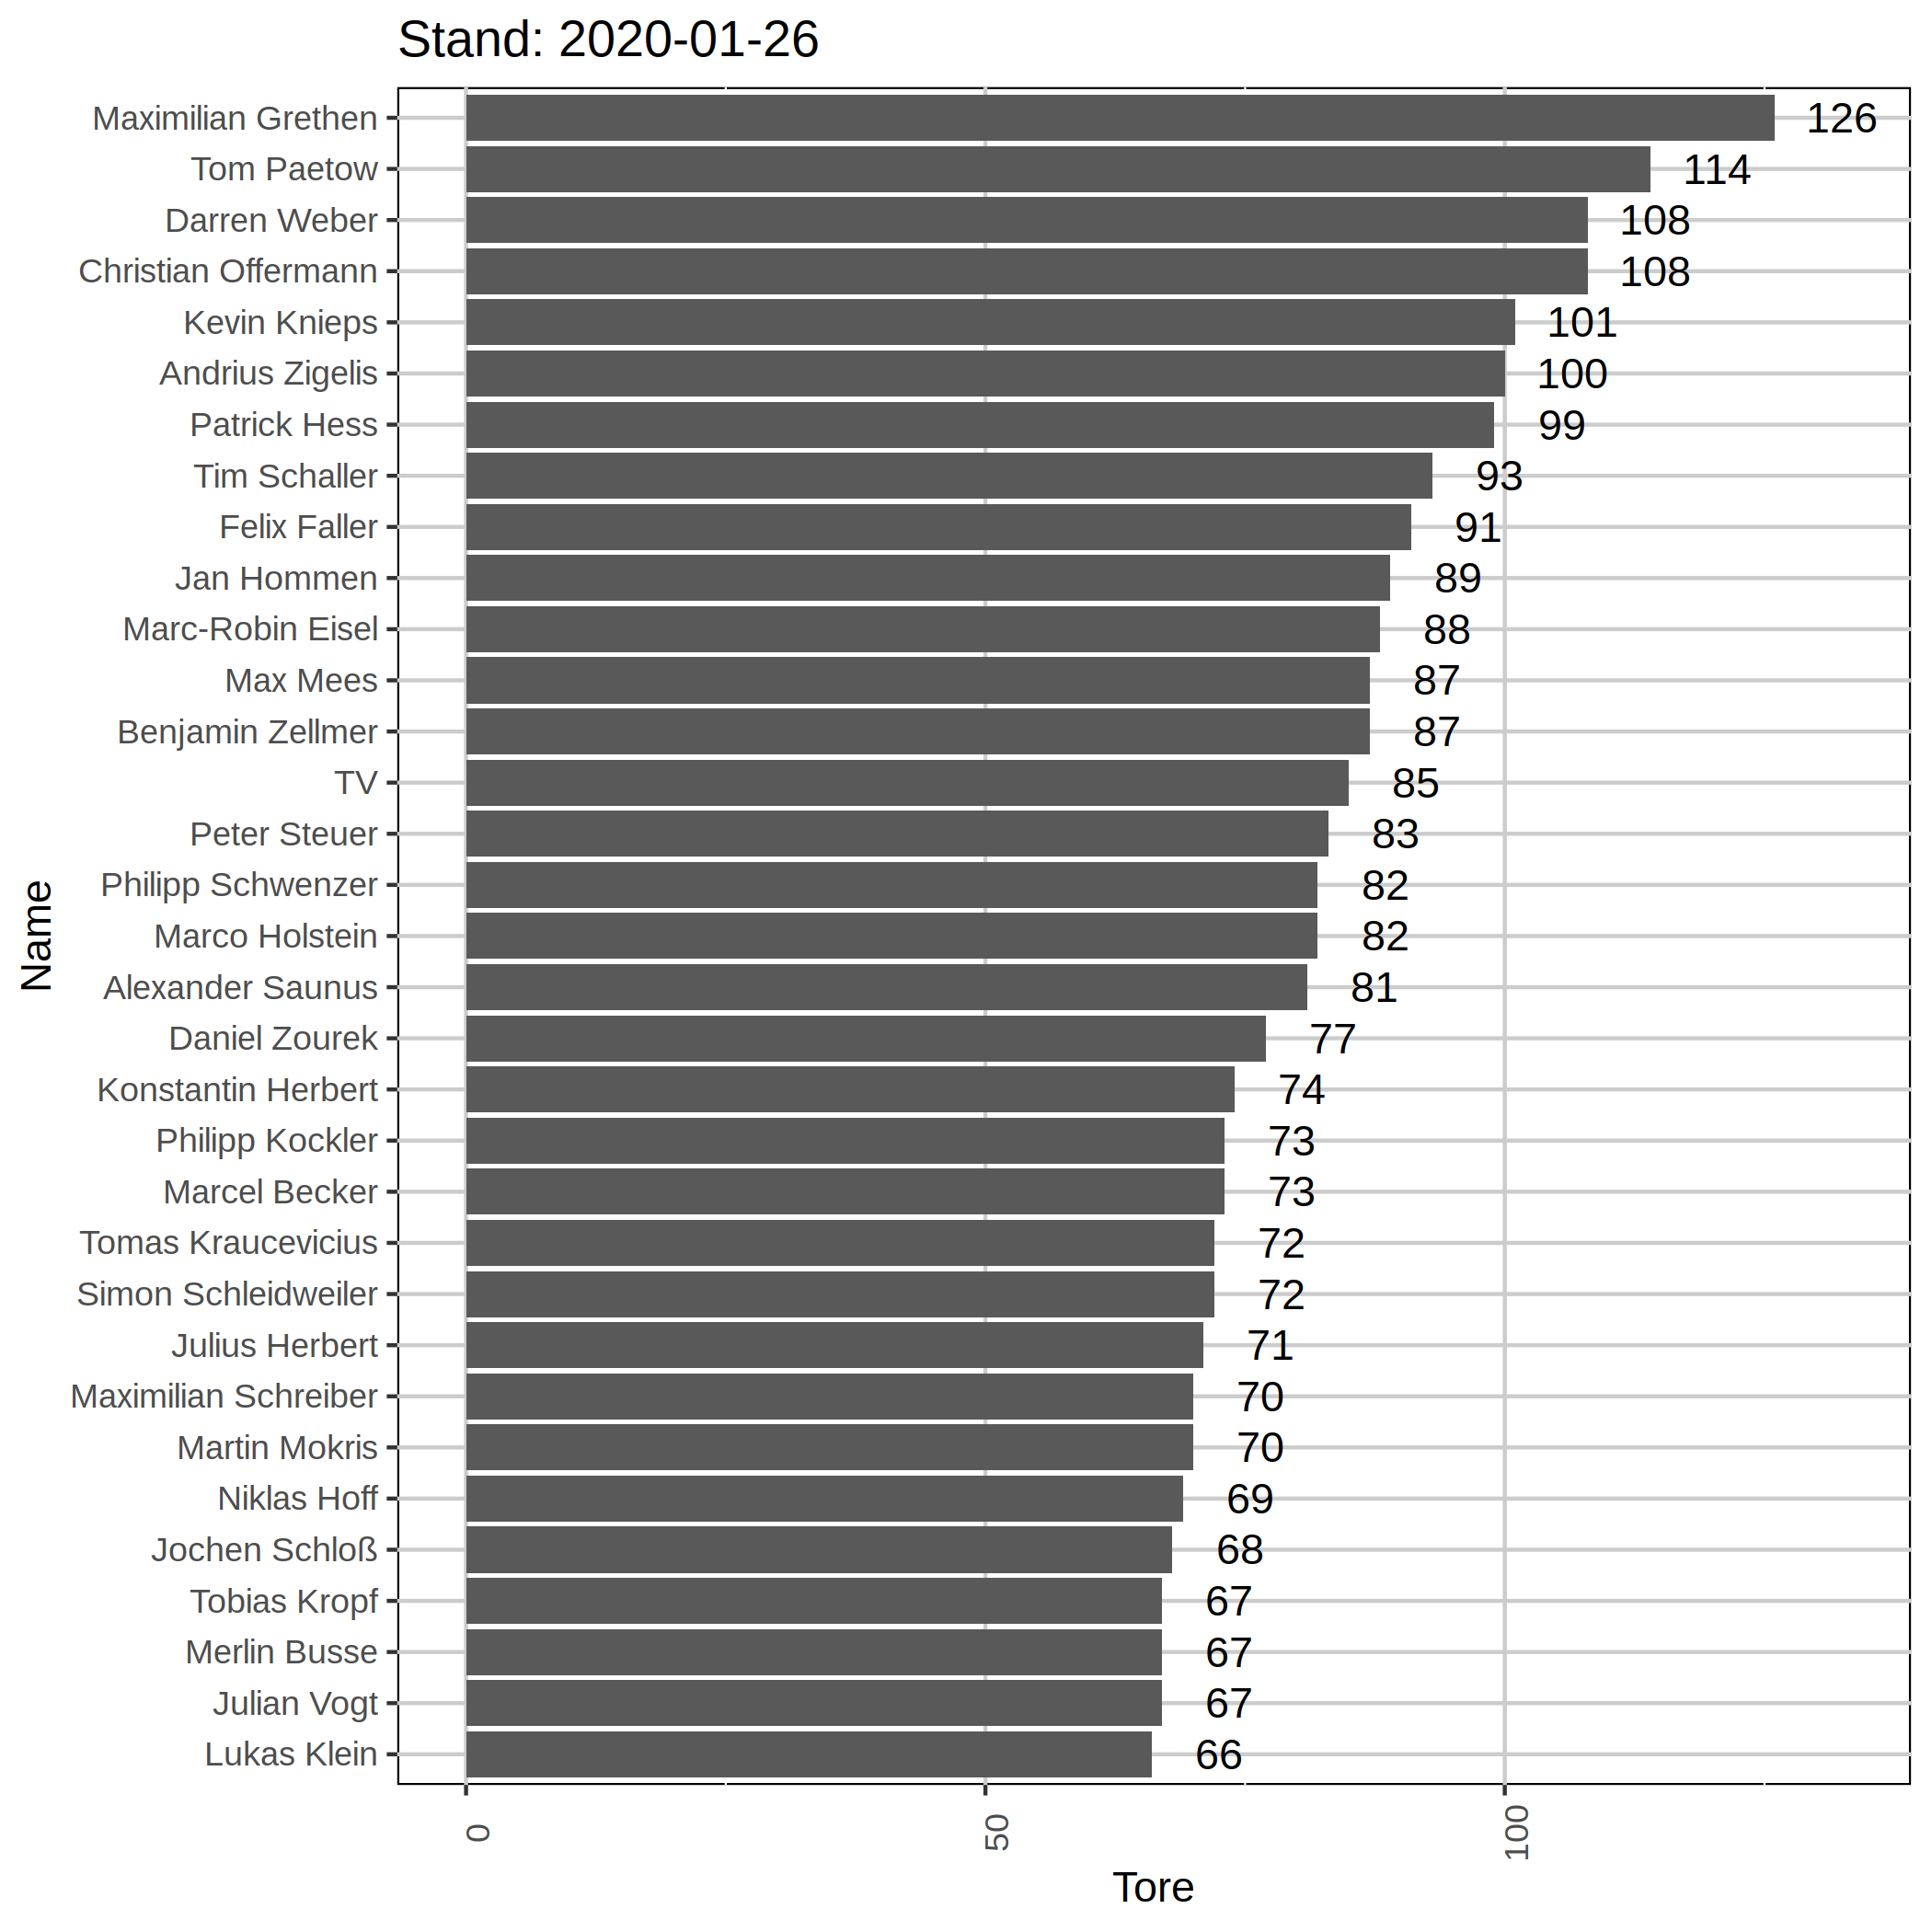 Stand: 2020-01-26
Maximilian Grethen 126
Tom Paetow 114
Darren Weber 108
Christian Offermann 108
Kevin Knieps 101
Andrius Zigelis 100
Patrick Hess 99
Tim Schaller 93
Felix Faller 91
Jan Hommen 89
Marc-Robin Eisel 88
Max Mees 87
Benjamin Zellmer 87
TV 85
Peter Steuer 83
Philipp Schwenzer 82
Marco Holstein 82
Alexander Saunus 81
Daniel Zourek 77
Konstantin Herbert 74
Philipp Kockler 73
Marcel Becker 73
Tomas Kraucevicius 72
Simon Schleidweiler 72
Julius Herbert 71
Maximilian Schreiber 70
Martin Mokris 70
Niklas Hoff 69
Jochen Schloß 68
Tobias Kropf 67
Merlin Busse 67
Julian Vogt 67
Lukas Klein 66
Name
0 50 100
Tore